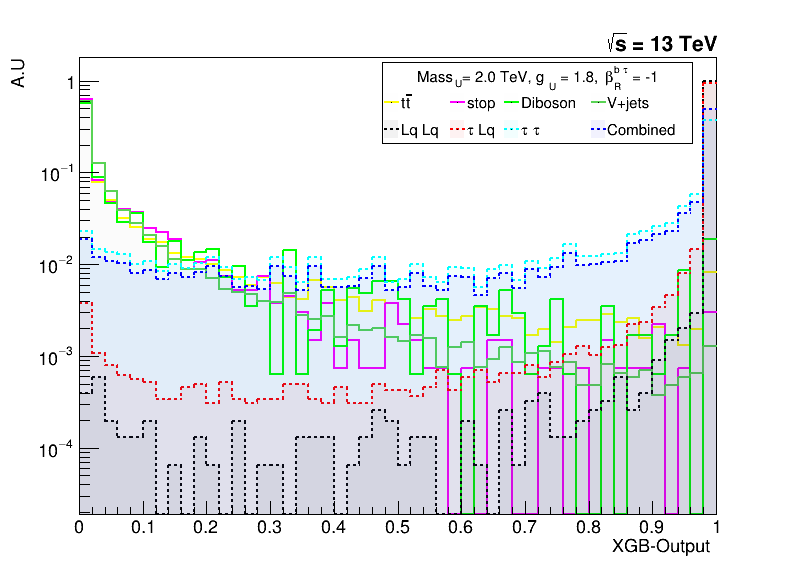 √s = 13 TeV
A.U
Mass_U = 2.0 TeV, g_U = 1.8, β_R^{b τ} = -1
tt̄ stop Diboson V+jets
Lq Lq τ Lq τ τ Combined
1
10⁻¹
10⁻²
10⁻³
10⁻⁴
0 0.1 0.2 0.3 0.4 0.5 0.6 0.7 0.8 0.9 1
XGB-Output